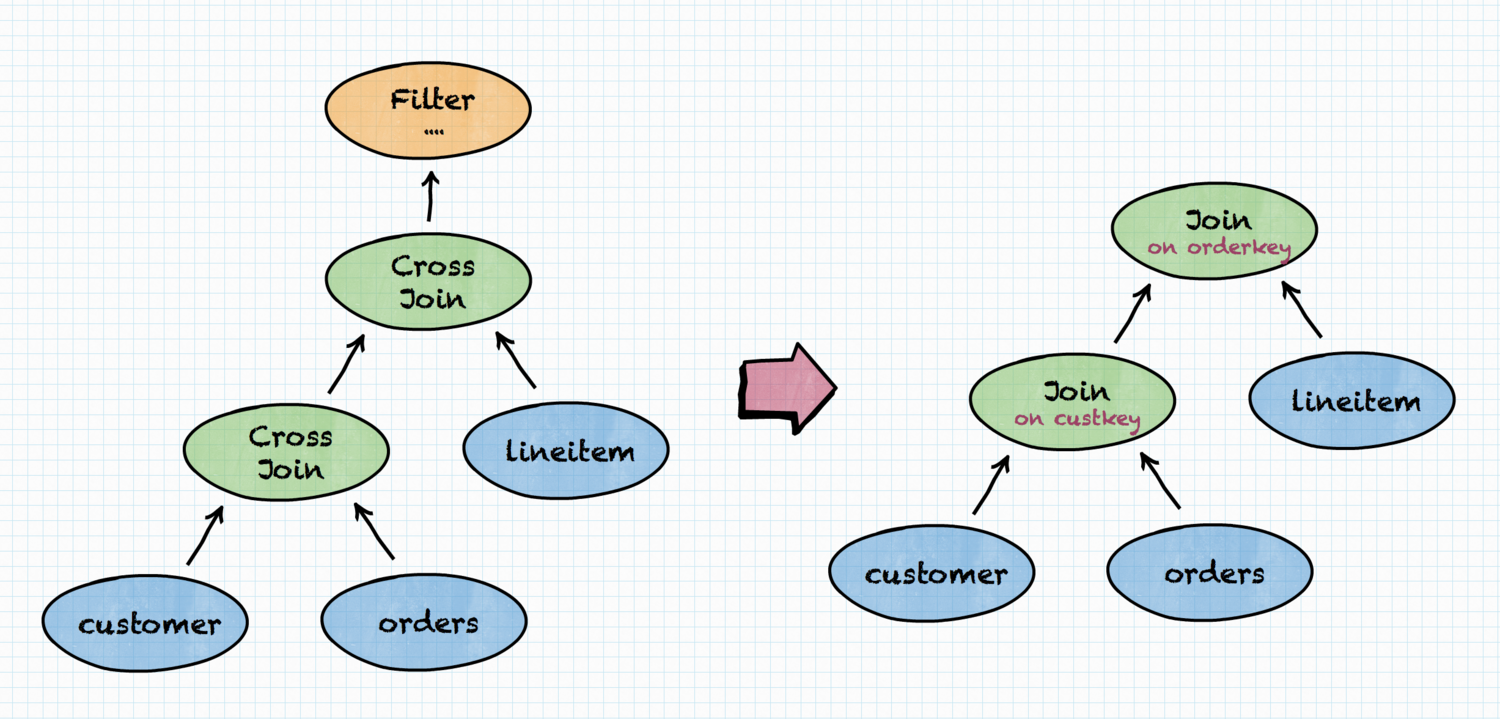 Filter
....
Cross
Join
Cross
Join
lineitem
customer
orders
Join
on orderkey
Join
on custkey
lineitem
customer
orders